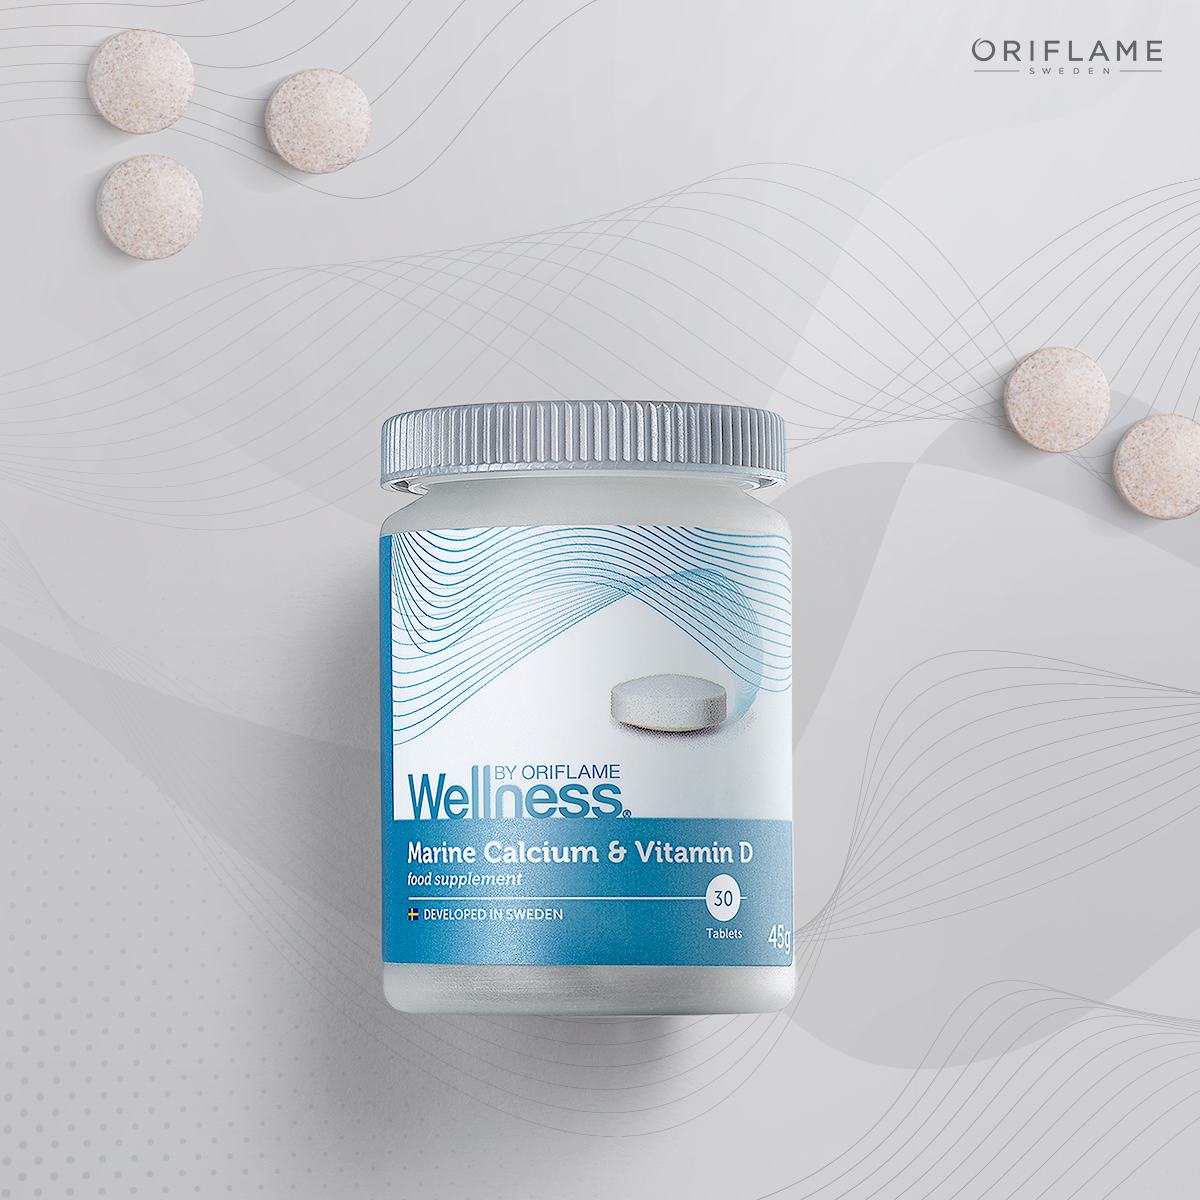 ORIFLAME
SWEDEN
BY ORIFLAME
Wellness®
Marine Calcium & Vitamin D
food supplement
DEVELOPED IN SWEDEN
30
Tablets
45g